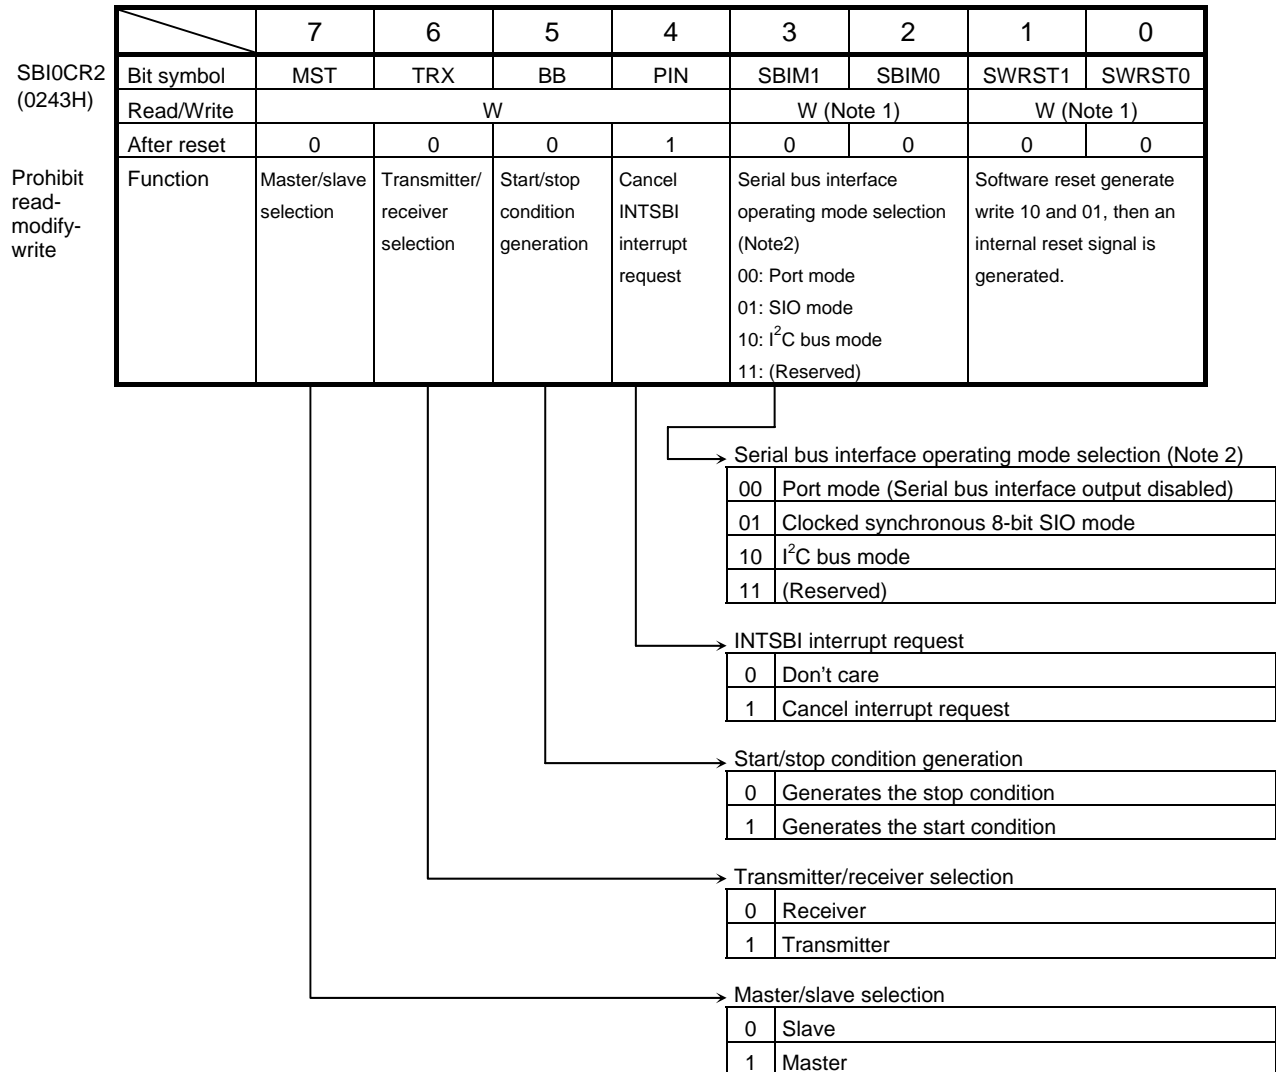 7 6 5 4 3 2 1 0
SBI0CR2
(0243H)
Bit symbol MST TRX BB PIN SBIM1 SBIM0 SWRST1 SWRST0
Read/Write W W (Note 1) W (Note 1)
After reset 0 0 0 1 0 0 0 0
Prohibit
read-
modify-
write
Function
Master/slave
selection
Transmitter/
receiver
selection
Start/stop
condition
generation
Cancel
INTSBI
interrupt
request
Serial bus interface
operating mode selection
(Note2)
00: Port mode
01: SIO mode
10: I²C bus mode
11: (Reserved)
Software reset generate
write 10 and 01, then an
internal reset signal is
generated.
Serial bus interface operating mode selection (Note 2)
00 Port mode (Serial bus interface output disabled)
01 Clocked synchronous 8-bit SIO mode
10 I²C bus mode
11 (Reserved)
INTSBI interrupt request
0 Don't care
1 Cancel interrupt request
Start/stop condition generation
0 Generates the stop condition
1 Generates the start condition
Transmitter/receiver selection
0 Receiver
1 Transmitter
Master/slave selection
0 Slave
1 Master